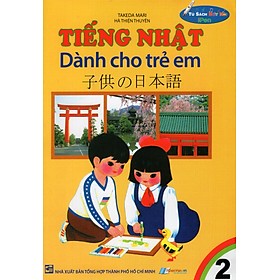 TAKEDA MARI
HÀ THIÊN THUYÊN
TỦ SÁCH
TIẾNG NHẬT
Dành cho trẻ em
子供の日本語
2
NHÀ XUẤT BẢN TỔNG HỢP THÀNH PHỐ HỒ CHÍ MINH